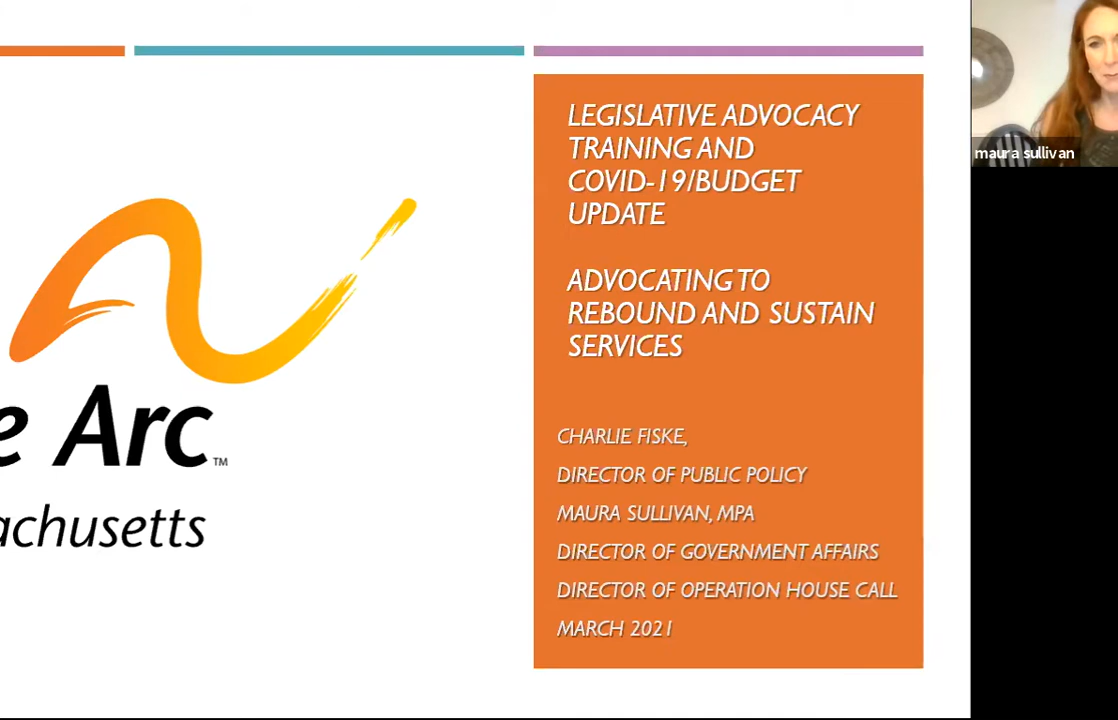 LEGISLATIVE ADVOCACY
TRAINING AND
COVID-19/BUDGET
UPDATE
ADVOCATING TO
REBOUND AND SUSTAIN
SERVICES
CHARLIE FISKE,
DIRECTOR OF PUBLIC POLICY
MAURA SULLIVAN, MPA
DIRECTOR OF GOVERNMENT AFFAIRS
DIRECTOR OF OPERATION HOUSE CALL
MARCH 2021
e Arc™
achusetts
maura sullivan